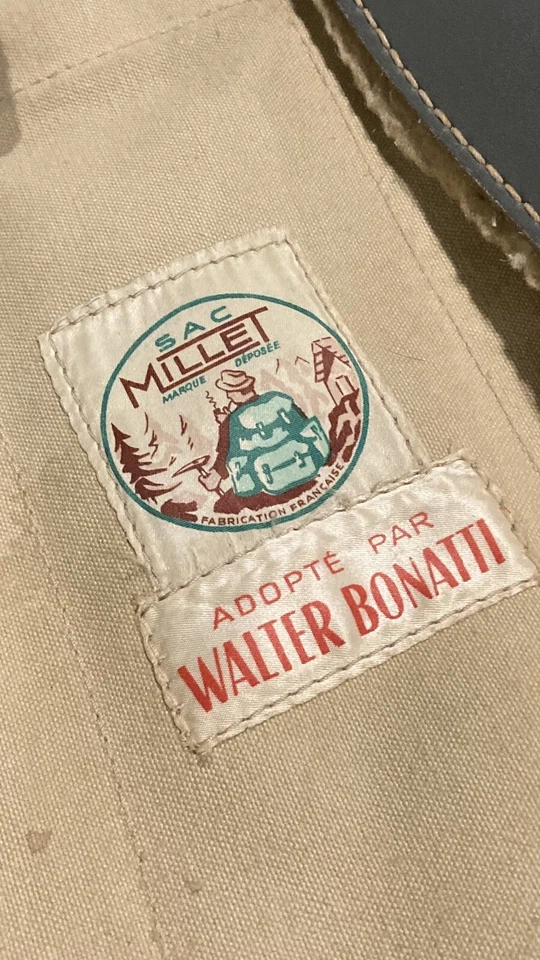 SAC
MILLET
MARQUE DÉPOSÉE
FABRICATION FRANÇAISE
ADOPTÉ PAR
WALTER BONATTI